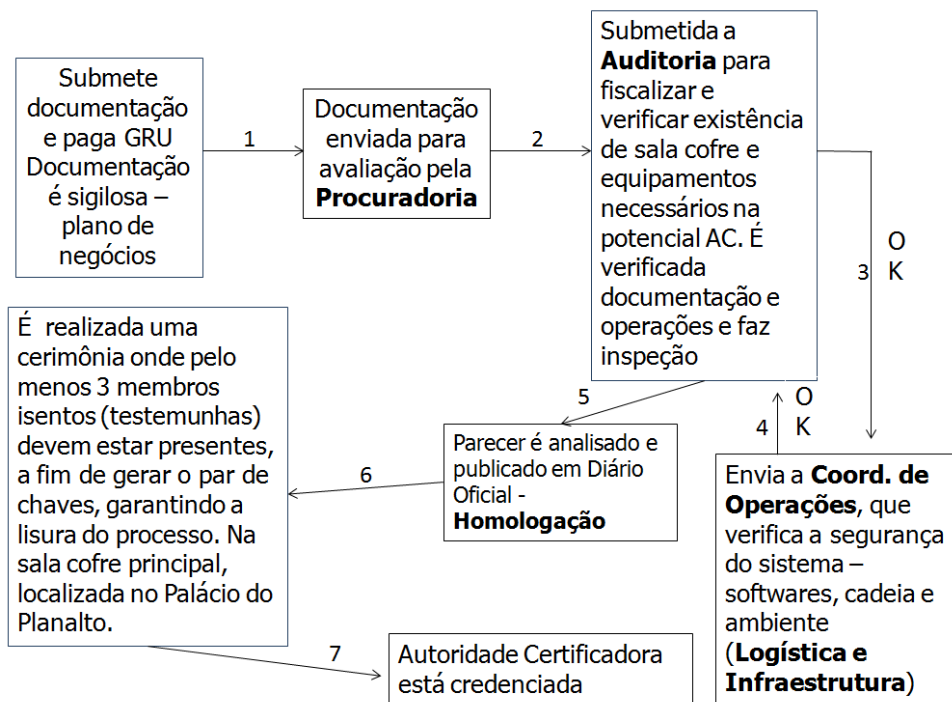 Submete
documentação
e paga GRU
Documentação
é sigilosa –
plano de
negócios
1
Documentação
enviada para
avaliação pela
Procuradoria
2
Submetida a
Auditoria para
fiscalizar e
verificar existência
de sala cofre e
equipamentos
necessários na
potencial AC. É
verificada
documentação e
operações e faz
inspeção
3
O
K
Envia a Coord. de
Operações, que
verifica a segurança
do sistema –
softwares, cadeia e
ambiente
(Logística e
Infraestrutura)
4
O
K
5
Parecer é analisado e
publicado em Diário
Oficial -
Homologação
6
É realizada uma
cerimônia onde pelo
menos 3 membros
isentos (testemunhas)
devem estar presentes,
a fim de gerar o par de
chaves, garantindo a
lisura do processo. Na
sala cofre principal,
localizada no Palácio do
Planalto.
7
Autoridade Certificadora
está credenciada